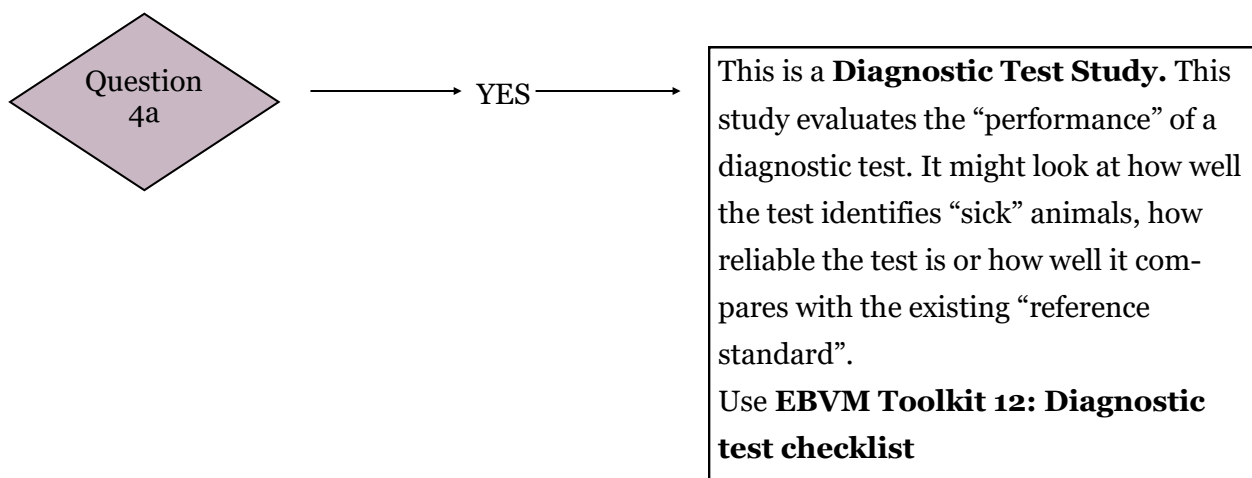 Question
4a
YES
This is a Diagnostic Test Study. This
study evaluates the “performance” of a
diagnostic test. It might look at how well
the test identifies “sick” animals, how
reliable the test is or how well it com-
pares with the existing “reference
standard”.
Use EBVM Toolkit 12: Diagnostic
test checklist